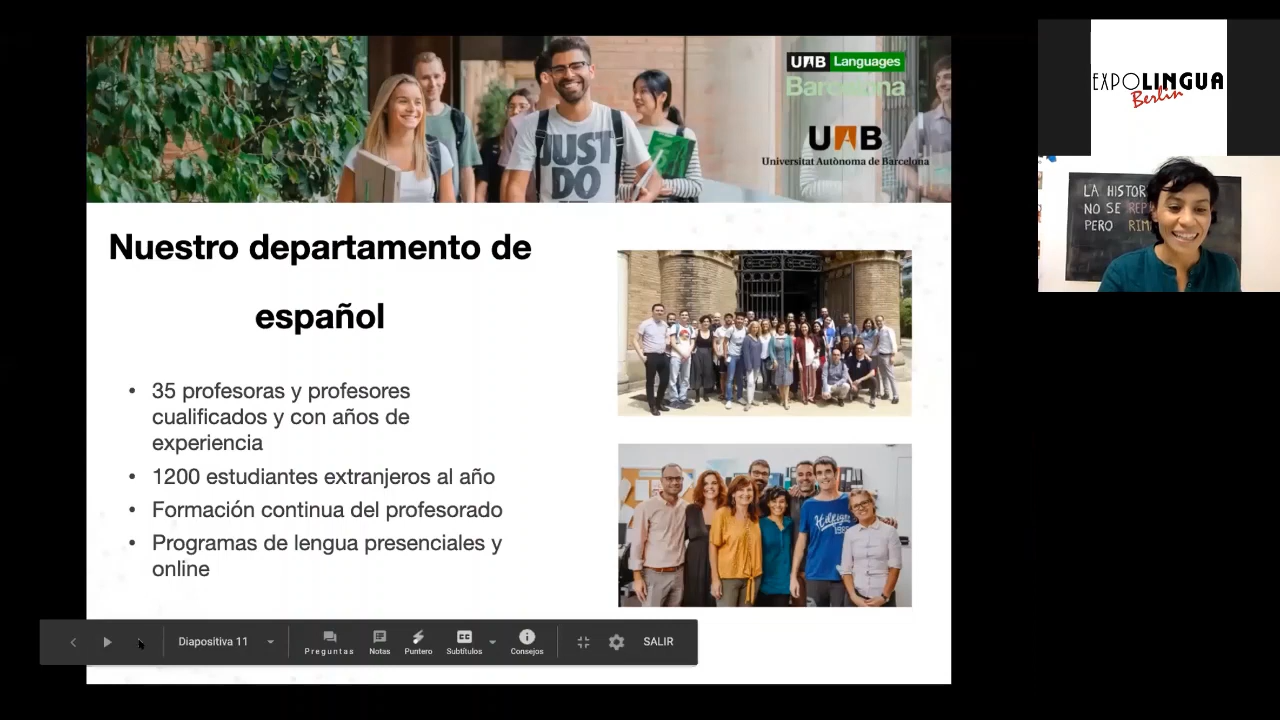 UAB Languages
Barcelona
UAB
Universitat Autònoma de Barcelona
JUST
DO
Nuestro departamento de
español
• 35 profesoras y profesores
cualificados y con años de
experiencia
• 1200 estudiantes extranjeros al año
• Formación continua del profesorado
• Programas de lengua presenciales y
online
Diapositiva 11
Preguntas
Notas
Puntero
Subtítulos
Consejos
SALIR
EXPOLINGUA
Berlin
LA HISTOR
NO SE REP
PERO RIM